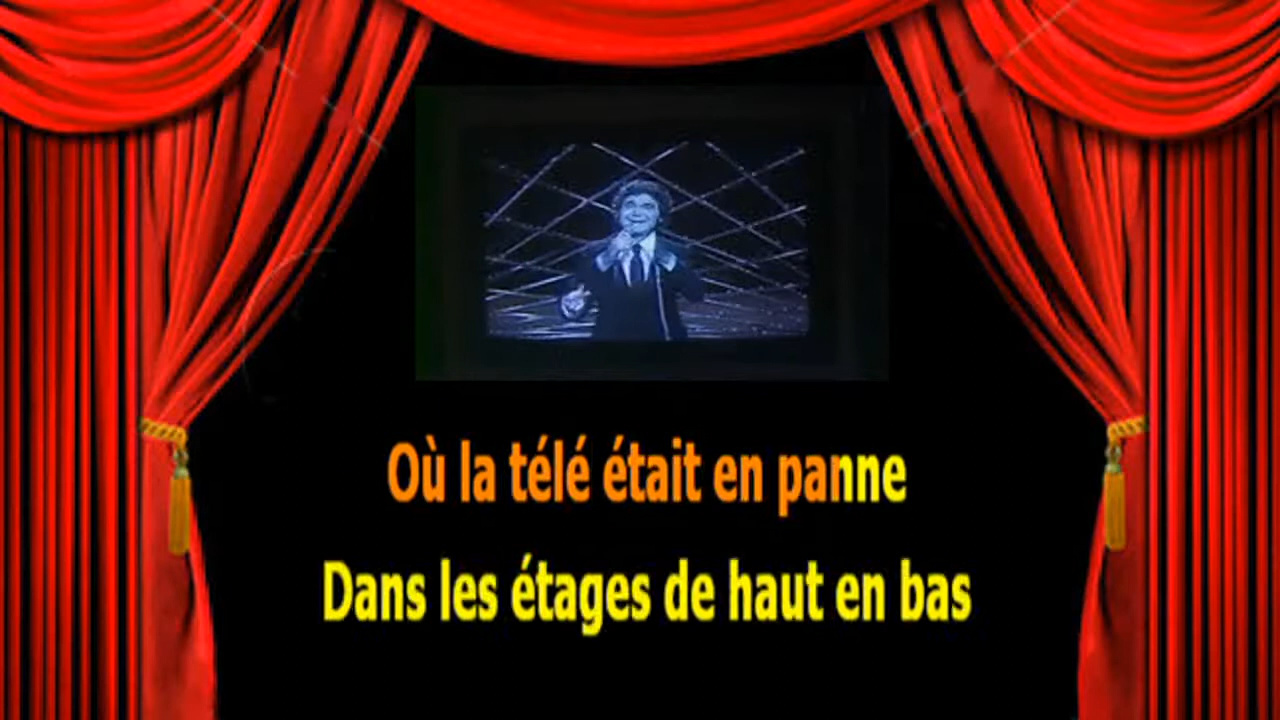 Où la télé était en panne
Dans les étages de haut en bas